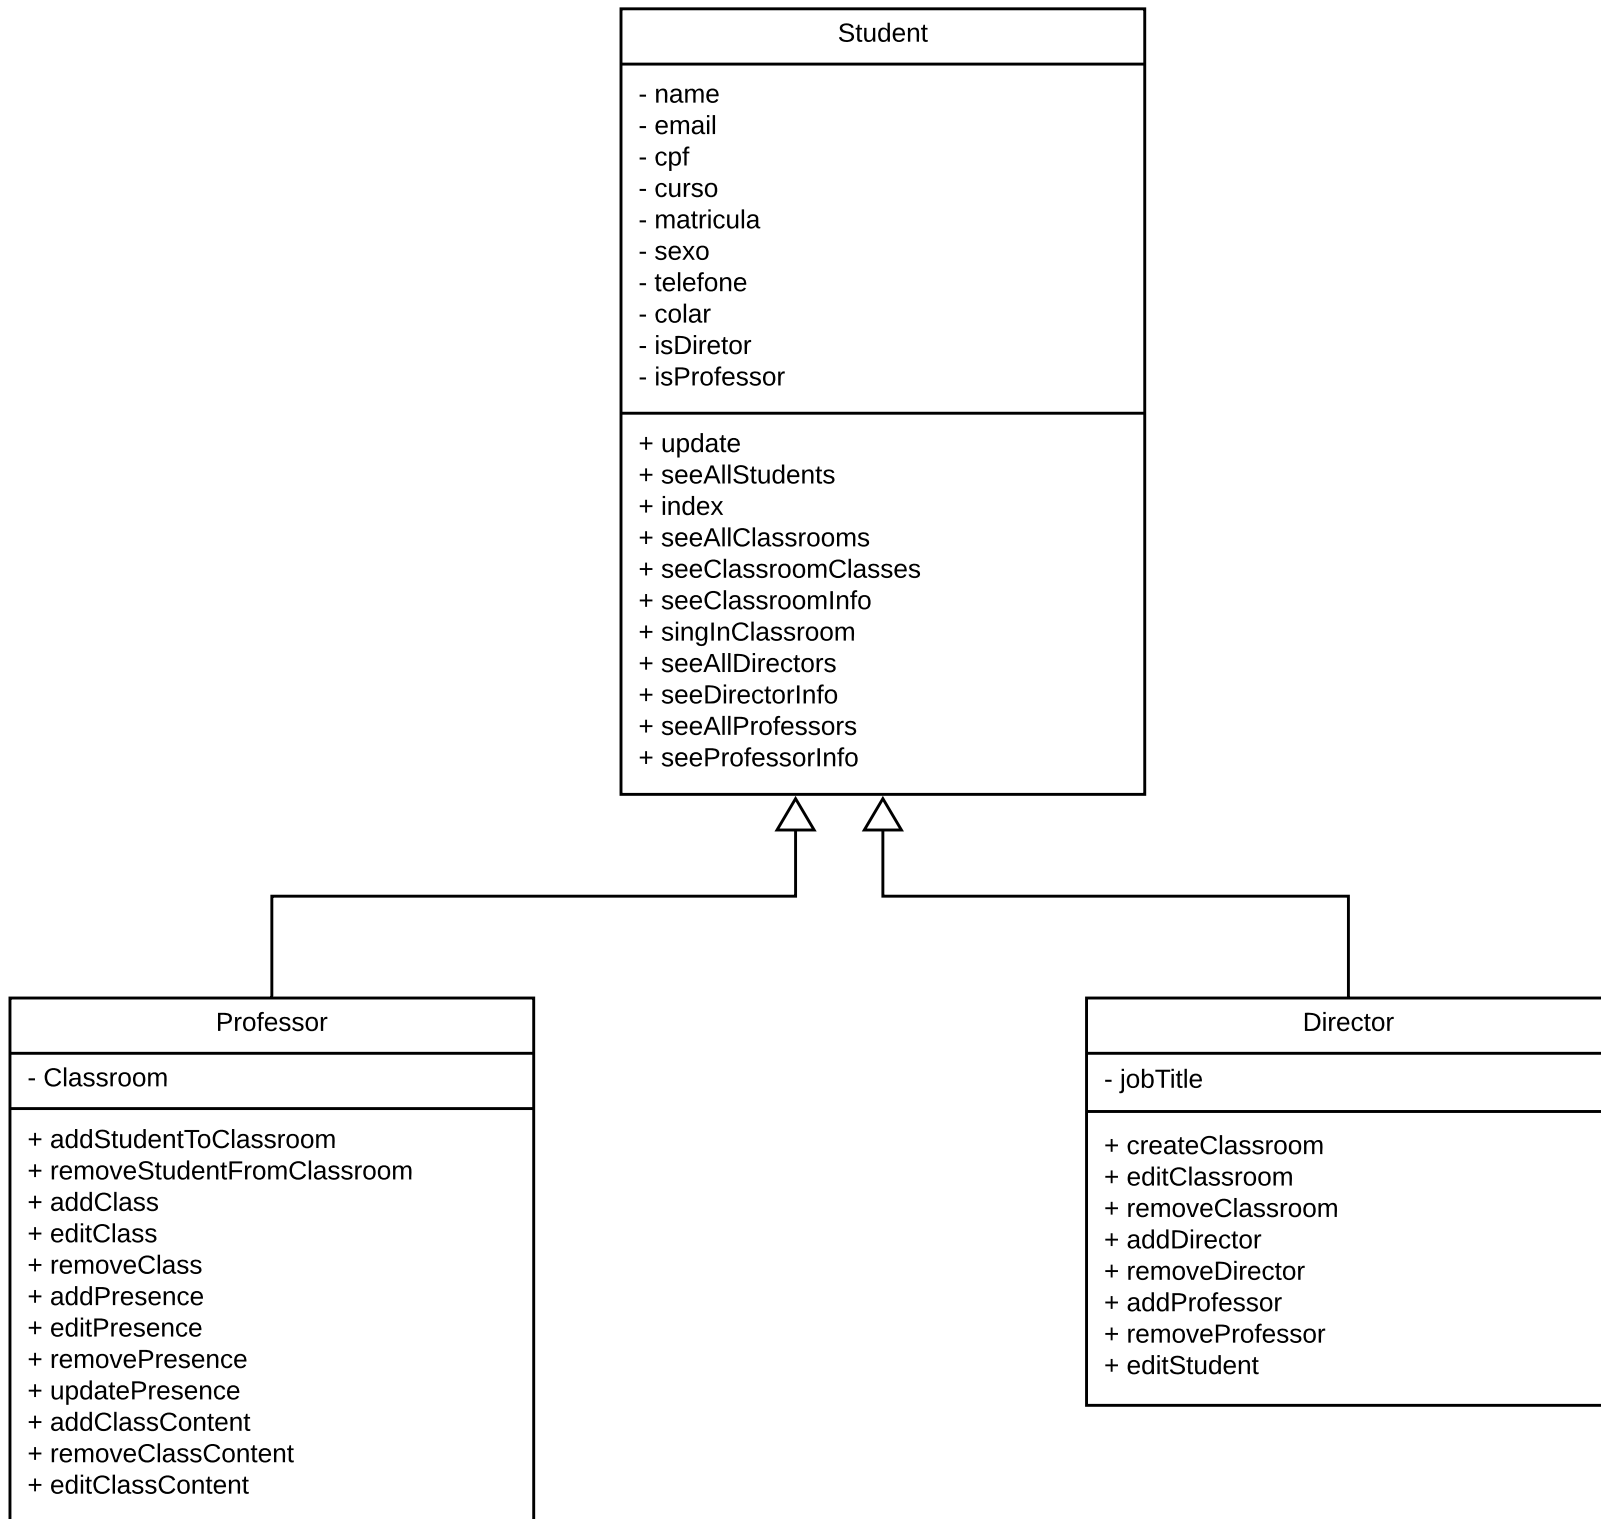 Student
- name
- email
- cpf
- curso
- matricula
- sexo
- telefone
- colar
- isDiretor
- isProfessor
+ update
+ seeAllStudents
+ index
+ seeAllClassrooms
+ seeClassroomClasses
+ seeClassroomInfo
+ singInClassroom
+ seeAllDirectors
+ seeDirectorInfo
+ seeAllProfessors
+ seeProfessorInfo
Professor
- Classroom
+ addStudentToClassroom
+ removeStudentFromClassroom
+ addClass
+ editClass
+ removeClass
+ addPresence
+ editPresence
+ removePresence
+ updatePresence
+ addClassContent
+ removeClassContent
+ editClassContent
Director
- jobTitle
+ createClassroom
+ editClassroom
+ removeClassroom
+ addDirector
+ removeDirector
+ addProfessor
+ removeProfessor
+ editStudent